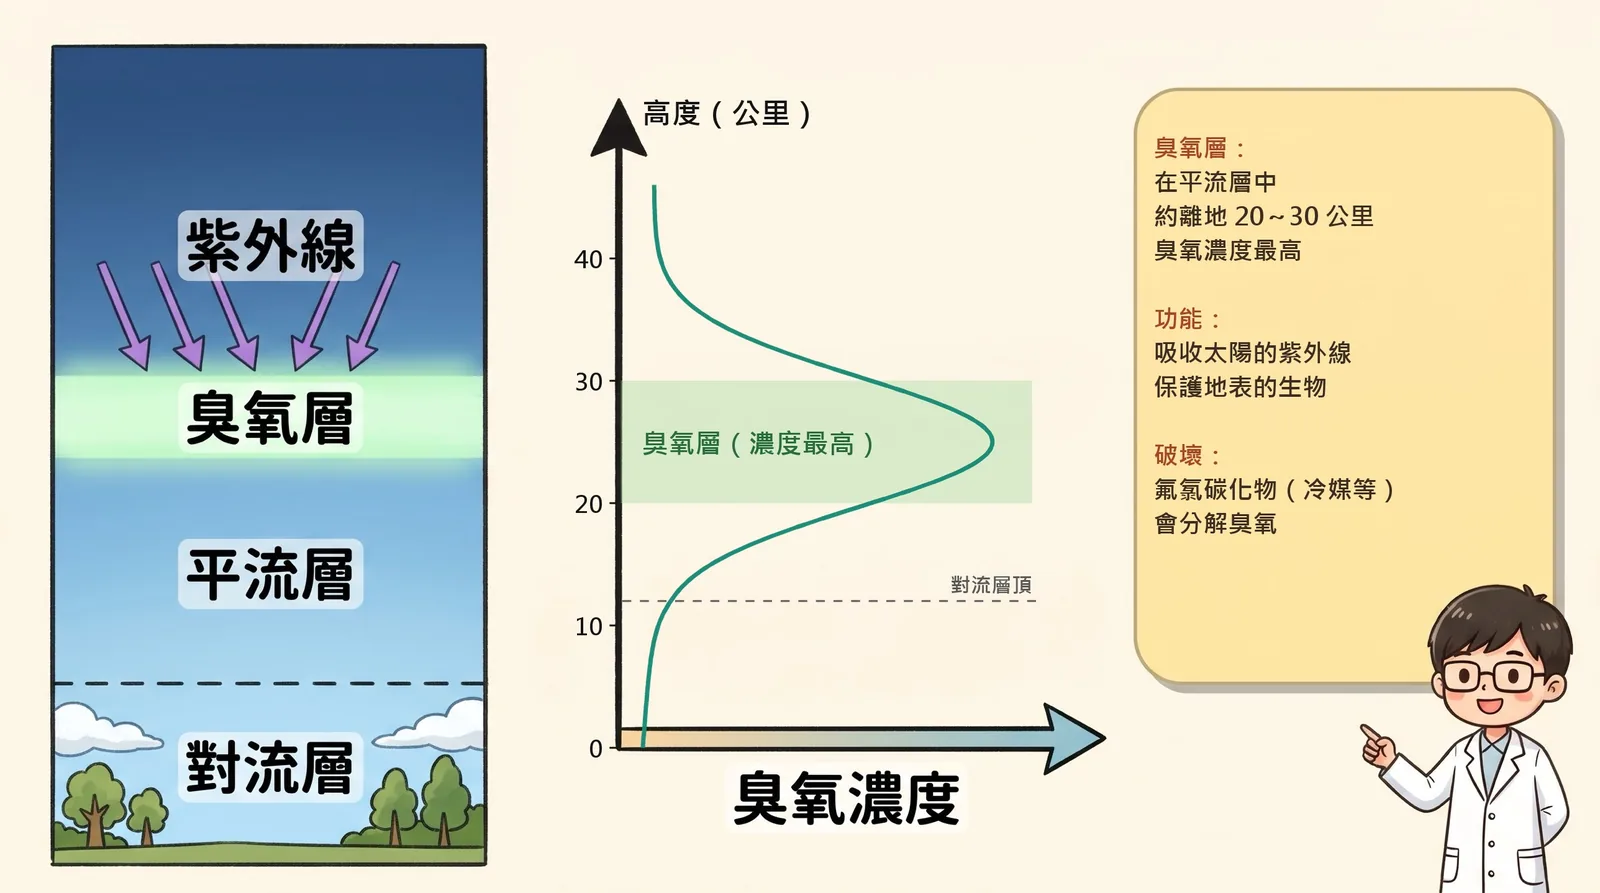 紫外線
臭氧層
平流層
對流層
高度（公里）
40
30
臭氧層（濃度最高）
20
對流層頂
10
0
臭氧濃度
臭氧層：
在平流層中
約離地 20～30 公里
臭氧濃度最高
功能：
吸收太陽的紫外線
保護地表的生物
破壞：
氟氯碳化物（冷媒等）
會分解臭氧